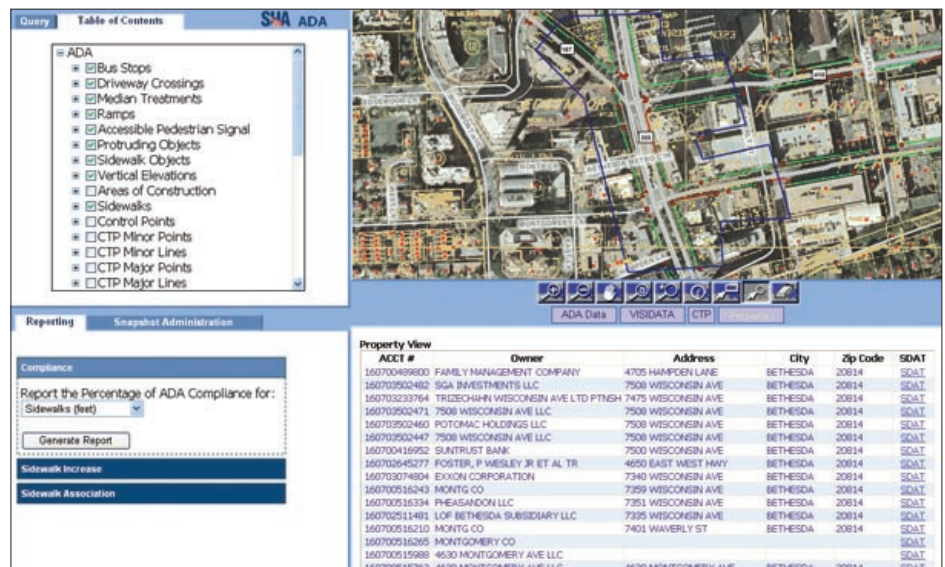 Query Table of Contents SHA ADA
ADA
Bus Stops
Driveway Crossings
Median Treatments
Ramps
Accessible Pedestrian Signal
Protruding Objects
Sidewalk Objects
Vertical Elevations
Areas of Construction
Sidewalks
Control Points
CTP Minor Points
CTP Minor Lines
CTP Major Points
CTP Major Lines
187
410
355
ADA Data VISIDATA CTP Properties
Reporting Snapshot Administration
Compliance
Report the Percentage of ADA Compliance for:
Sidewalks (feet)
Generate Report
Sidewalk Increase
Sidewalk Association
Property View
ACCT # Owner Address City Zip Code SDAT
160700489800 FAMILY MANAGEMENT COMPANY 4705 HAMPDEN LANE BETHESDA 20814 SDAT
160703502482 SGA INVESTMENTS LLC 7508 WISCONSIN AVE BETHESDA 20814 SDAT
160703233764 TRIZECHAHN WISCONSIN AVE LTD PTNSH 7475 WISCONSIN AVE BETHESDA 20814 SDAT
160703502471 7508 WISCONSIN AVE LLC 7508 WISCONSIN AVE BETHESDA 20814 SDAT
160703502460 POTOMAC HOLDINGS LLC 7508 WISCONSIN AVE BETHESDA 20814 SDAT
160703502447 7508 WISCONSIN AVE LLC 7508 WISCONSIN AVE BETHESDA 20814 SDAT
160700416952 SUNTRUST BANK 7500 WISCONSIN AVE BETHESDA 20814 SDAT
160702645277 FOSTER, P WESLEY JR ET AL TR 4650 EAST WEST HWY BETHESDA 20814 SDAT
160703074804 EXXON CORPORATION 7340 WISCONSIN AVE BETHESDA 20814 SDAT
160700516243 MONTG CO 7359 WISCONSIN AVE BETHESDA 20814 SDAT
160700516334 PHEASANDON LLC 7351 WISCONSIN AVE BETHESDA 20814 SDAT
160702511481 LOF BETHESDA SUBSIDIARY LLC 7335 WISCONSIN AVE BETHESDA 20814 SDAT
160700516210 MONTG CO 7401 WAVERLY ST BETHESDA 20814 SDAT
160700516265 MONTGOMERY CO SDAT
160700515988 4630 MONTGOMERY AVE LLC SDAT